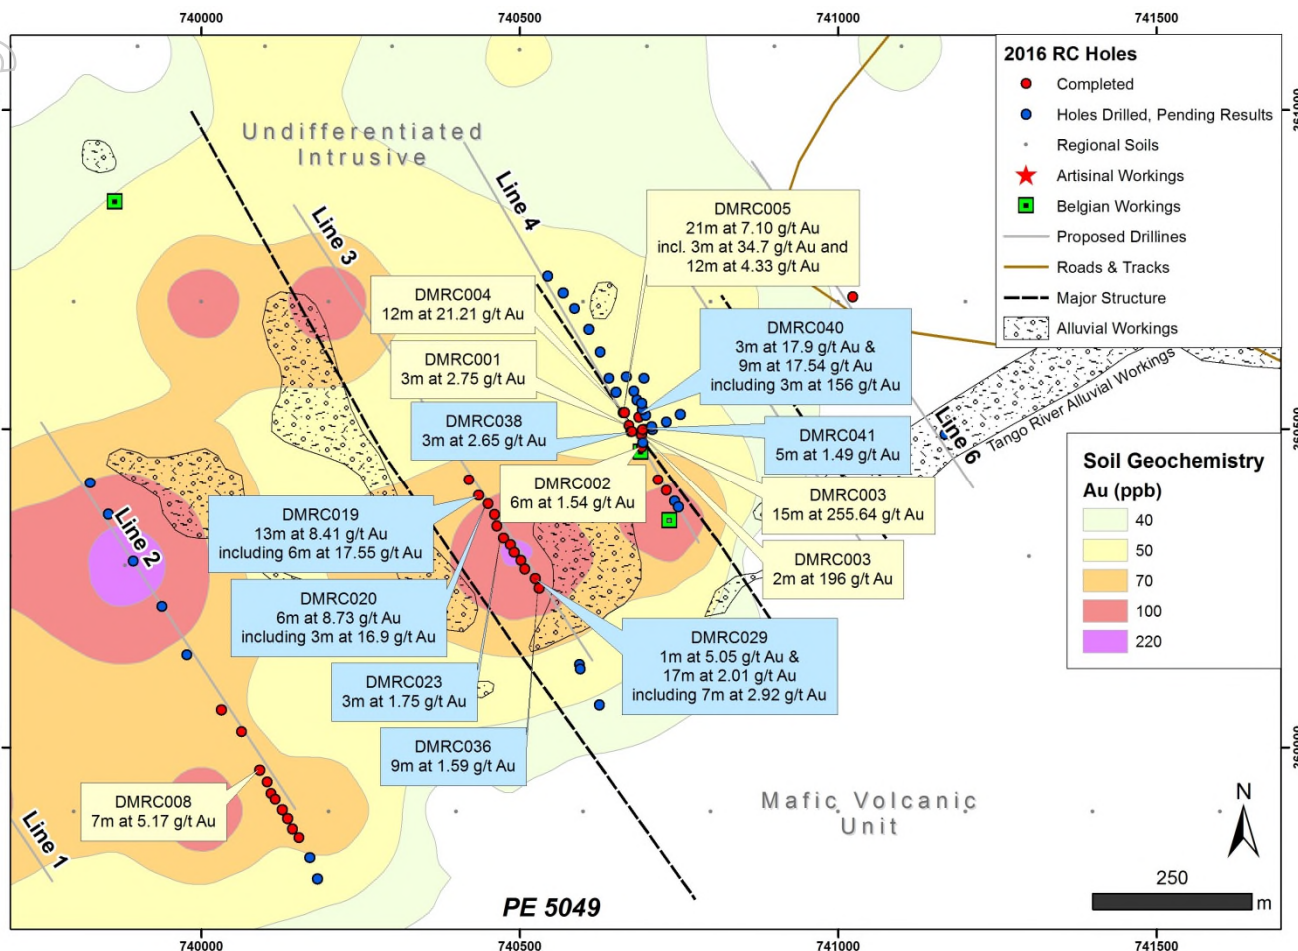 740000
740500
741000
741500
2016 RC Holes
Completed
Holes Drilled, Pending Results
Regional Soils
Artisinal Workings
Belgian Workings
Proposed Drillines
Roads & Tracks
Major Structure
Alluvial Workings
261000
Undifferentiated
Intrusive
Line 4
Line 3
DMRC005
21m at 7.10 g/t Au
incl. 3m at 34.7 g/t Au and
12m at 4.33 g/t Au
DMRC004
12m at 21.21 g/t Au
DMRC001
3m at 2.75 g/t Au
DMRC040
3m at 17.9 g/t Au &
9m at 17.54 g/t Au
including 3m at 156 g/t Au
DMRC038
3m at 2.65 g/t Au
DMRC041
5m at 1.49 g/t Au
Line 6
Tango River Alluvial Workings
260500
Soil Geochemistry
Au (ppb)
40
50
70
100
220
DMRC002
6m at 1.54 g/t Au
DMRC003
15m at 255.64 g/t Au
DMRC003
2m at 196 g/t Au
Line 2
DMRC019
13m at 8.41 g/t Au
including 6m at 17.55 g/t Au
DMRC020
6m at 8.73 g/t Au
including 3m at 16.9 g/t Au
DMRC029
1m at 5.05 g/t Au &
17m at 2.01 g/t Au
including 7m at 2.92 g/t Au
DMRC023
3m at 1.75 g/t Au
DMRC036
9m at 1.59 g/t Au
260000
DMRC008
7m at 5.17 g/t Au
Line 1
Mafic Volcanic
Unit
N
250
m
PE 5049
740000
740500
741000
741500